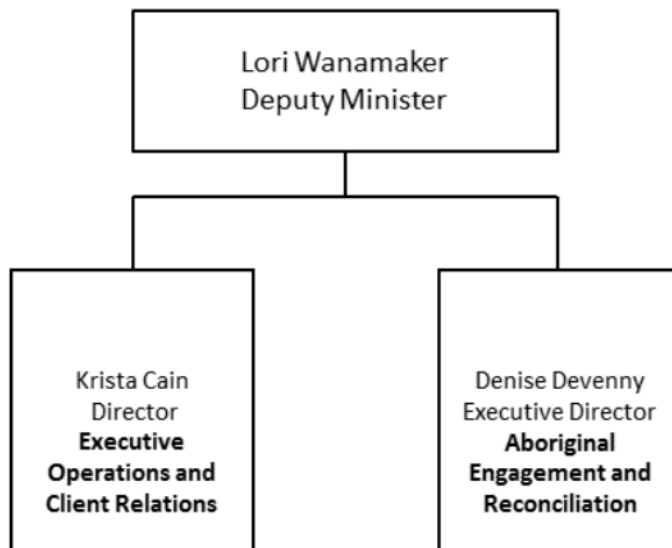 Lori Wanamaker
Deputy Minister
Krista Cain
Director
Executive
Operations and
Client Relations
Denise Devenny
Executive Director
Aboriginal
Engagement and
Reconciliation